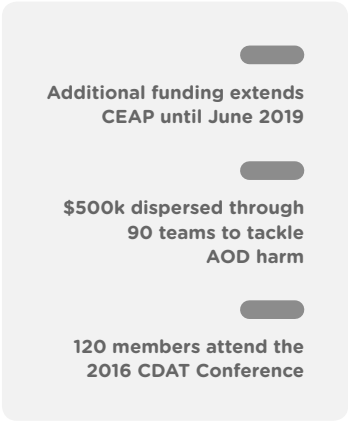 Additional funding extends
CEAP until June 2019
$500k dispersed through
90 teams to tackle
AOD harm
120 members attend the
2016 CDAT Conference